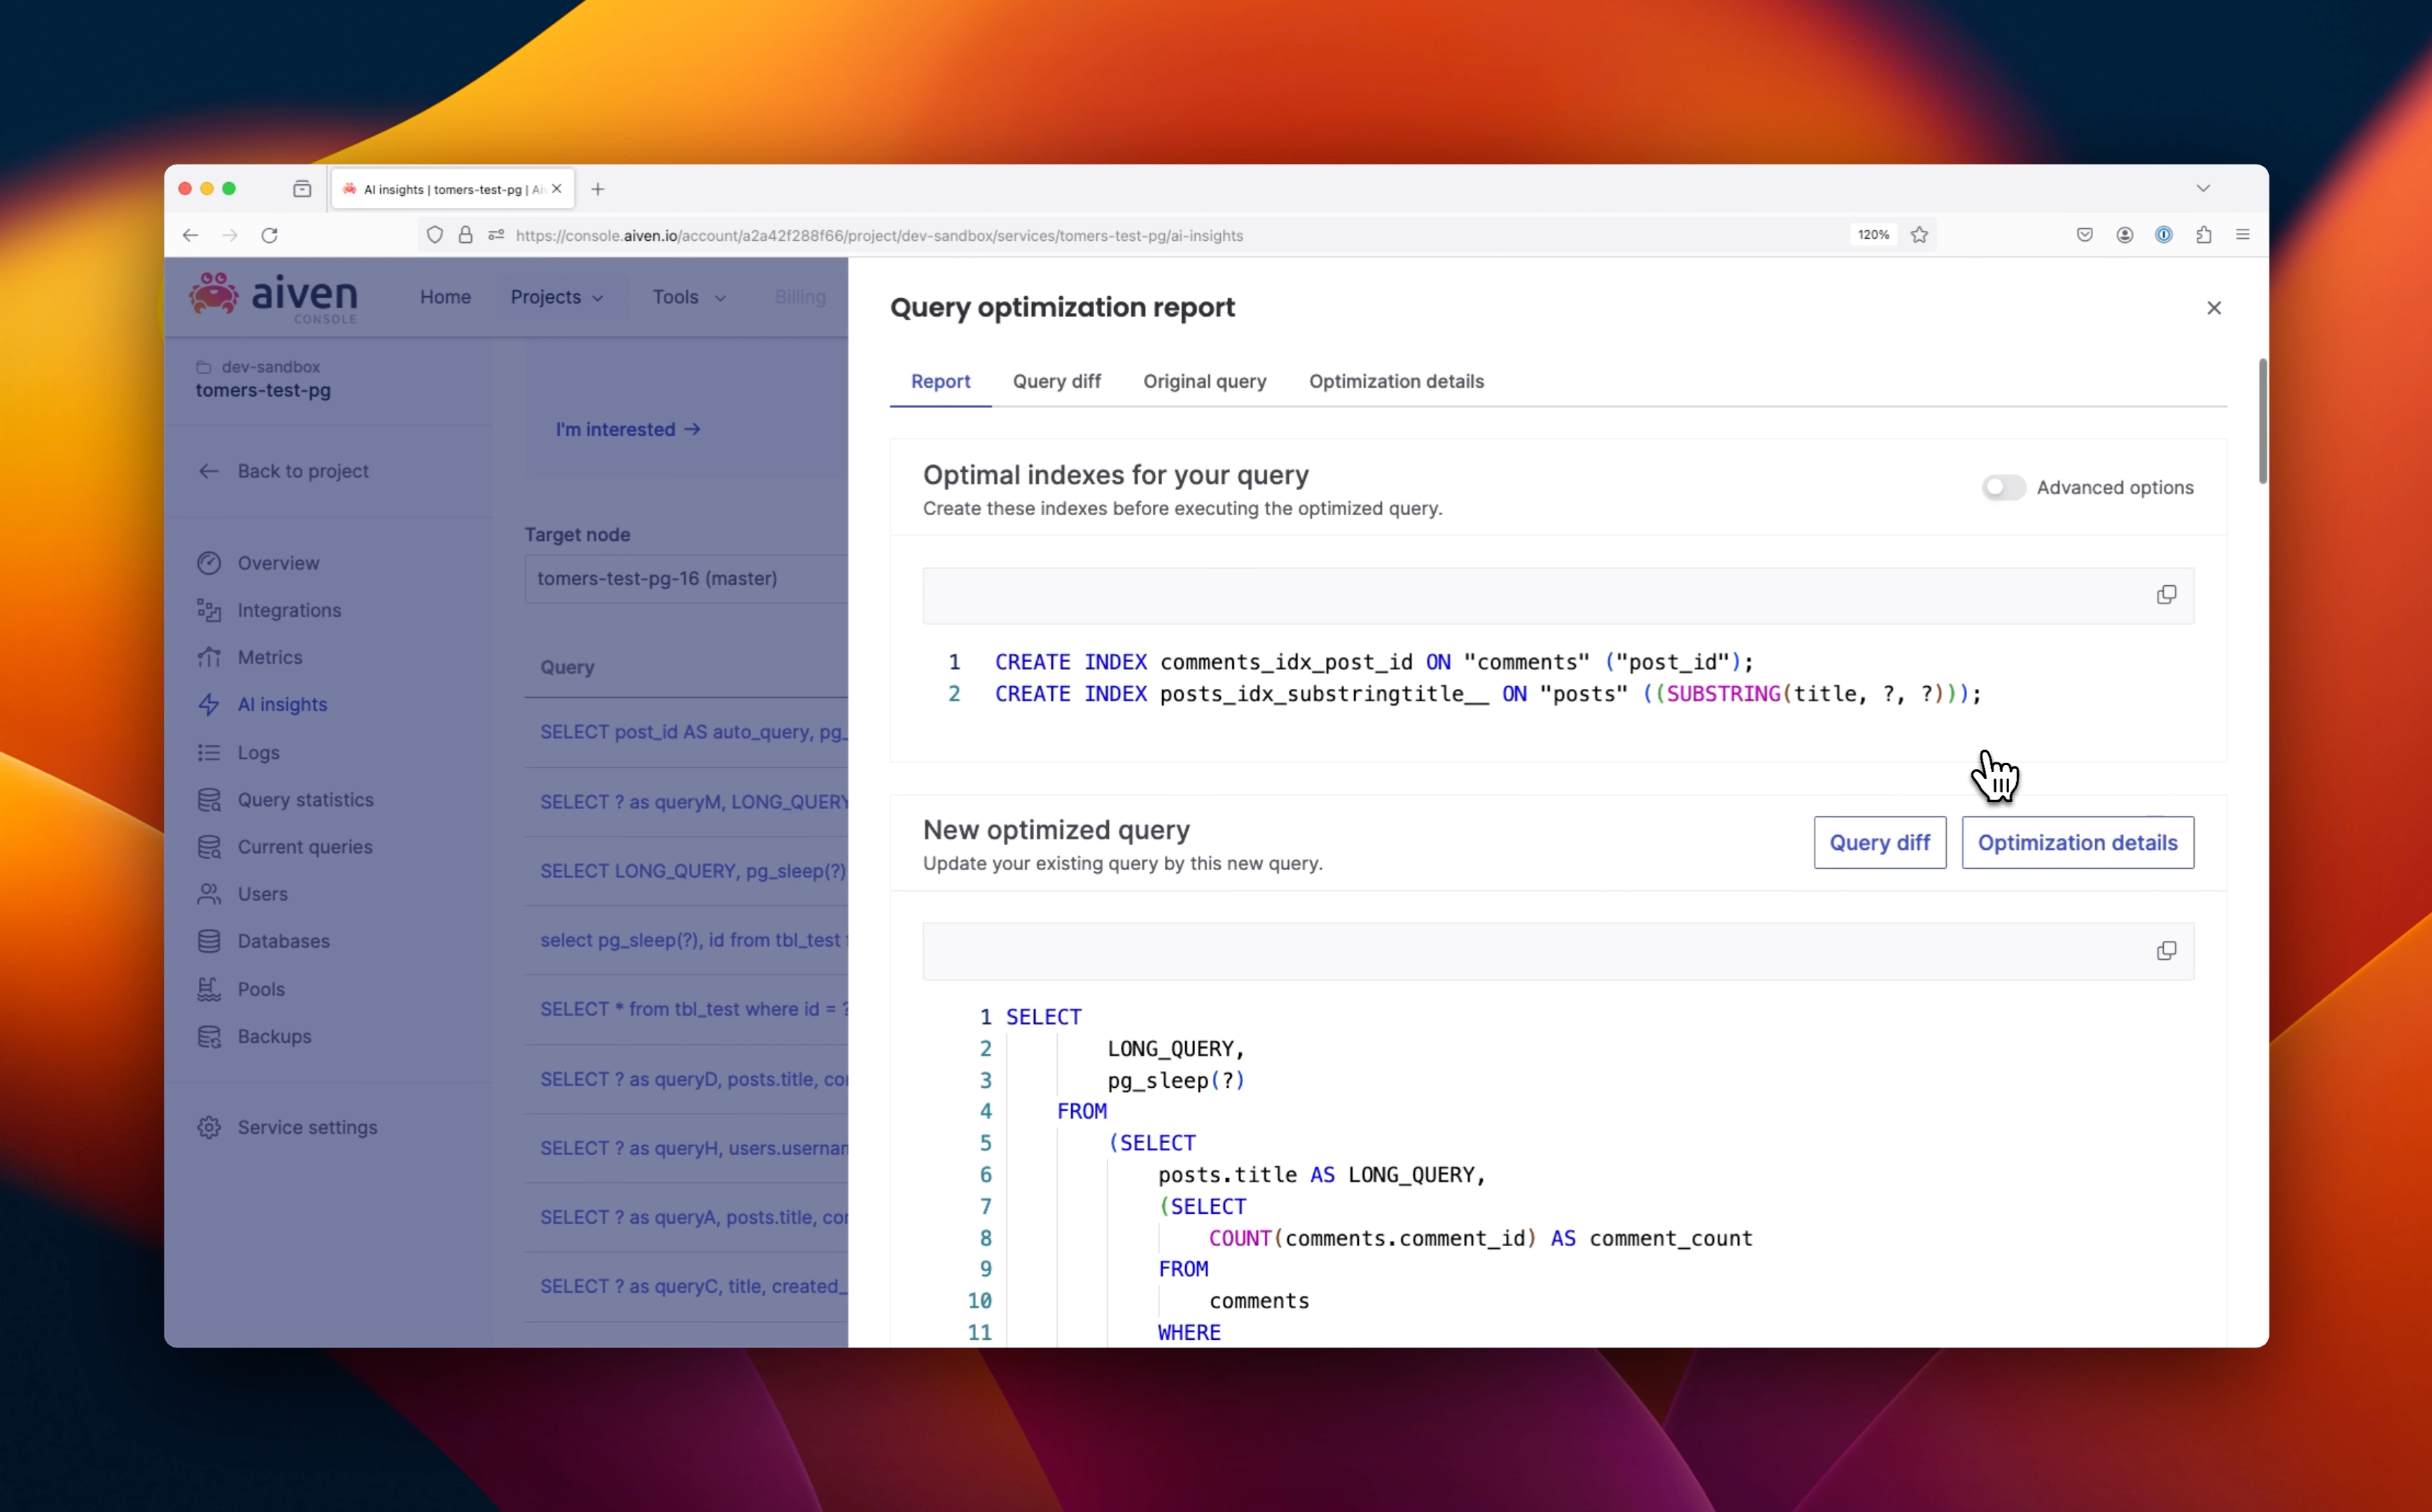 AI insights | tomers-test-pg | Ai
https://console.aiven.io/account/a2a42f288f66/project/dev-sandbox/services/tomers-test-pg/ai-insights
120%
aiven
CONSOLE
Home
Projects
Tools
Billing
dev-sandbox
tomers-test-pg
Back to project
Overview
Integrations
Metrics
AI insights
Logs
Query statistics
Current queries
Users
Databases
Pools
Backups
Service settings
I'm interested →
Target node
tomers-test-pg-16 (master)
Query
SELECT post_id AS auto_query, pg_
SELECT ? as queryM, LONG_QUERY
SELECT LONG_QUERY, pg_sleep(?)
select pg_sleep(?), id from tbl_test
SELECT * from tbl_test where id = ?
SELECT ? as queryD, posts.title, co
SELECT ? as queryH, users.usernam
SELECT ? as queryA, posts.title, co
SELECT ? as queryC, title, created_
Query optimization report
Report
Query diff
Original query
Optimization details
Optimal indexes for your query
Create these indexes before executing the optimized query.
Advanced options
1 CREATE INDEX comments_idx_post_id ON "comments" ("post_id");
2 CREATE INDEX posts_idx_substringtitle__ ON "posts" ((SUBSTRING(title, ?, ?)));
New optimized query
Update your existing query by this new query.
Query diff
Optimization details
1 SELECT
2 LONG_QUERY,
3 pg_sleep(?)
4 FROM
5 (SELECT
6 posts.title AS LONG_QUERY,
7 (SELECT
8 COUNT(comments.comment_id) AS comment_count
9 FROM
10 comments
11 WHERE